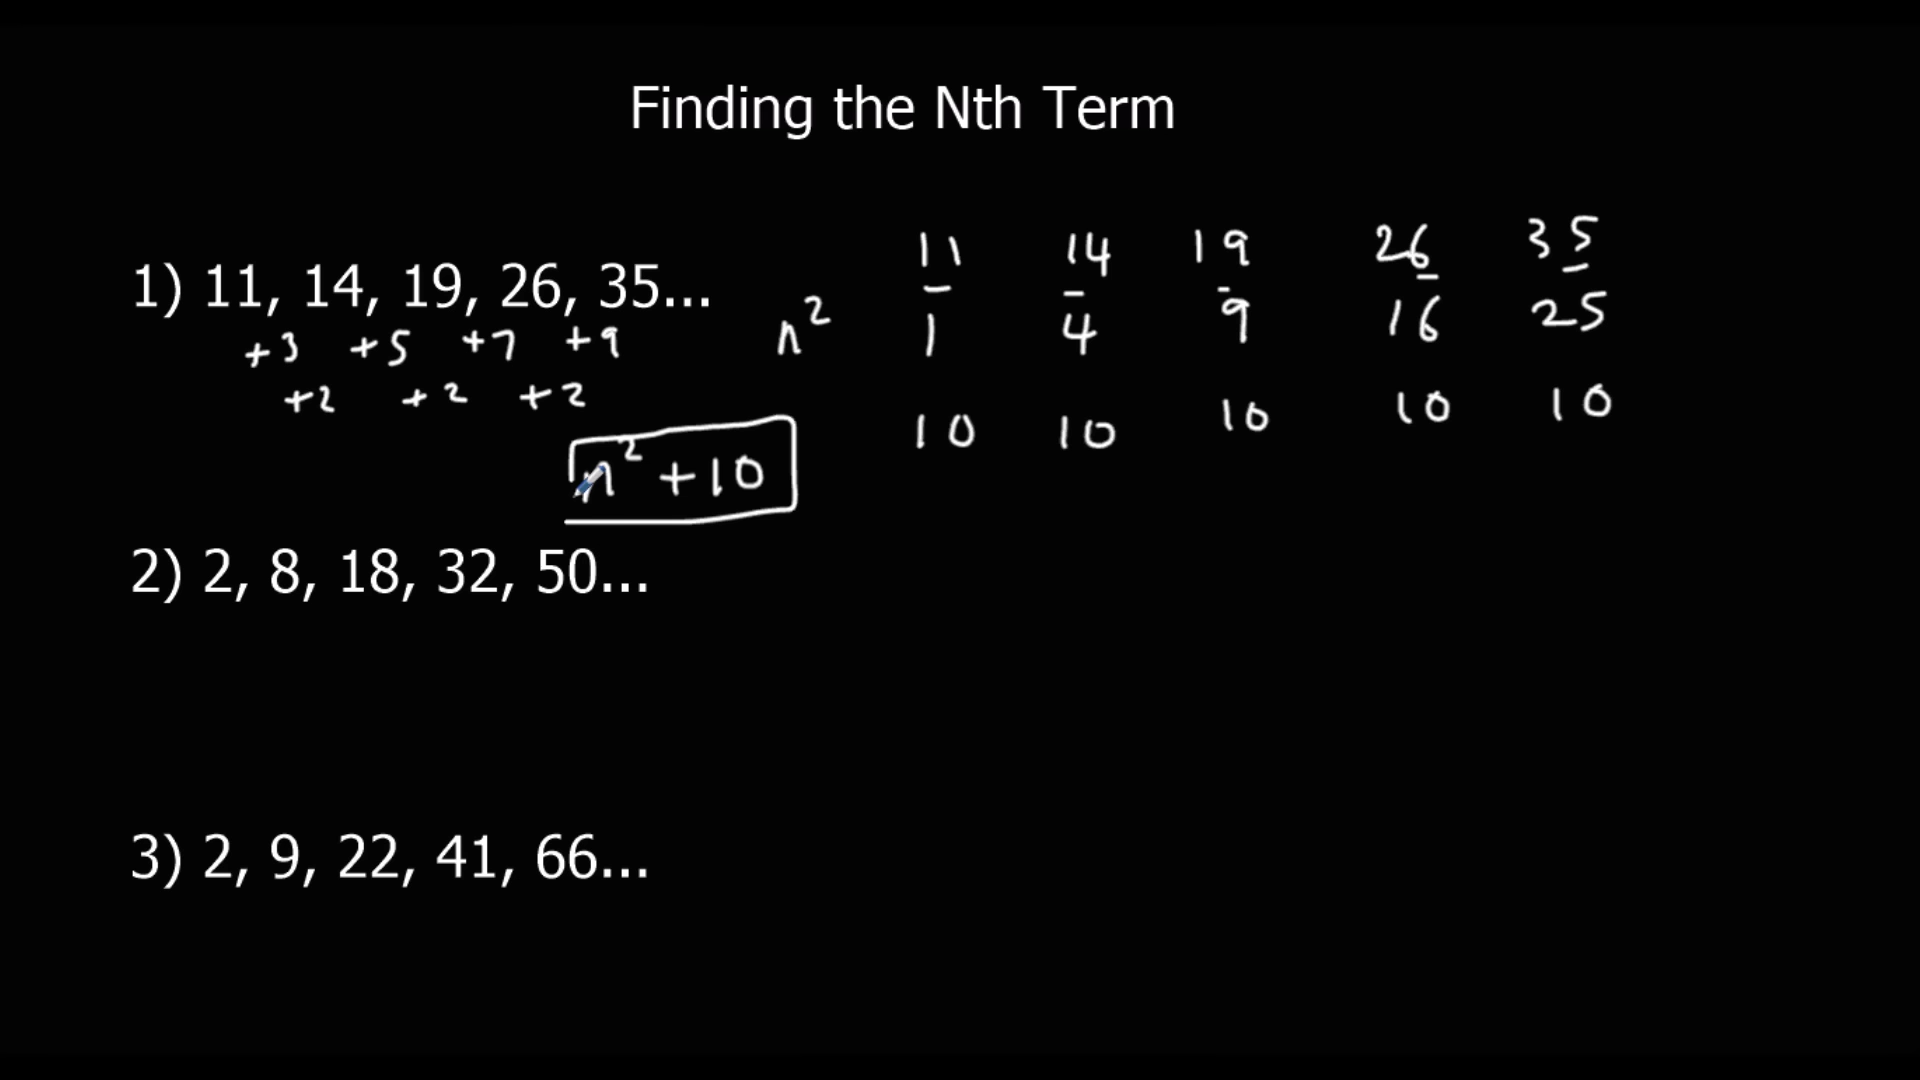 Finding the Nth Term
1) 11, 14, 19, 26, 35...
+3 +5 +7 +9
+2 +2 +2
n² + 10
11 14 19 26 35
− − − − −
n² 1 4 9 16 25
10 10 10 10 10
2) 2, 8, 18, 32, 50...
3) 2, 9, 22, 41, 66...